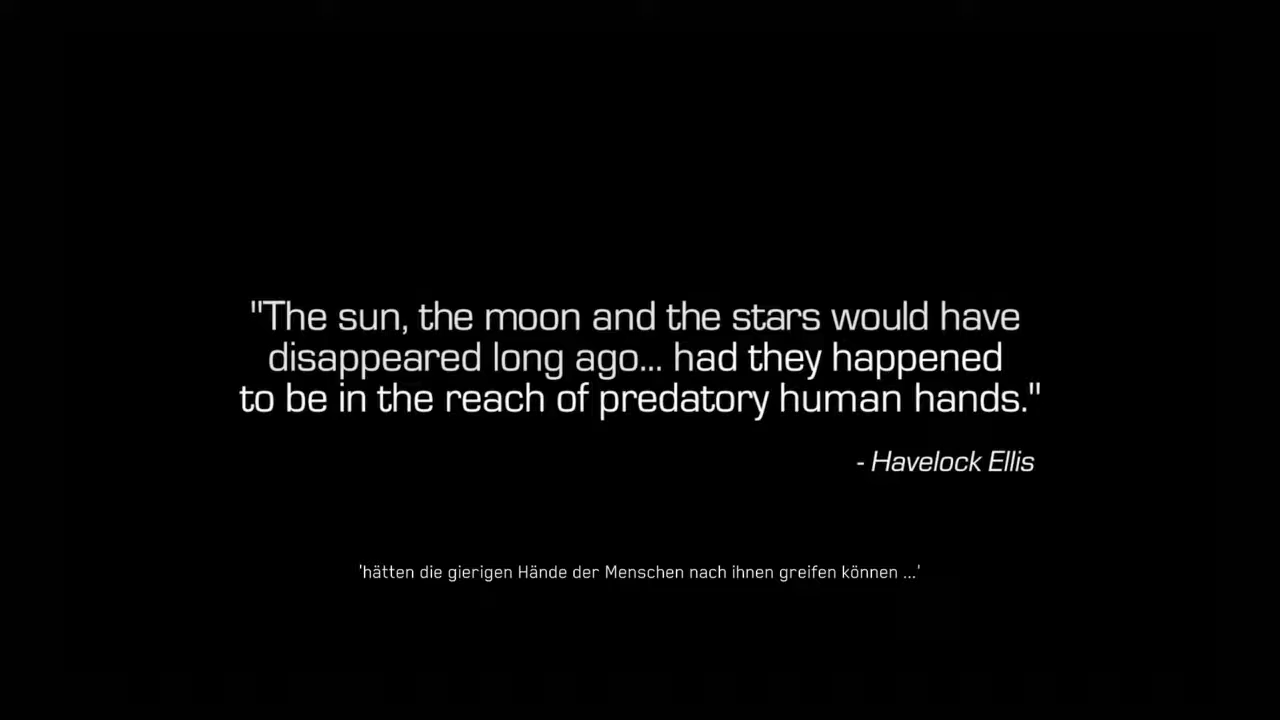 "The sun, the moon and the stars would have
disappeared long ago... had they happened
to be in the reach of predatory human hands."
- Havelock Ellis
'hätten die gierigen Hände der Menschen nach ihnen greifen können ...'